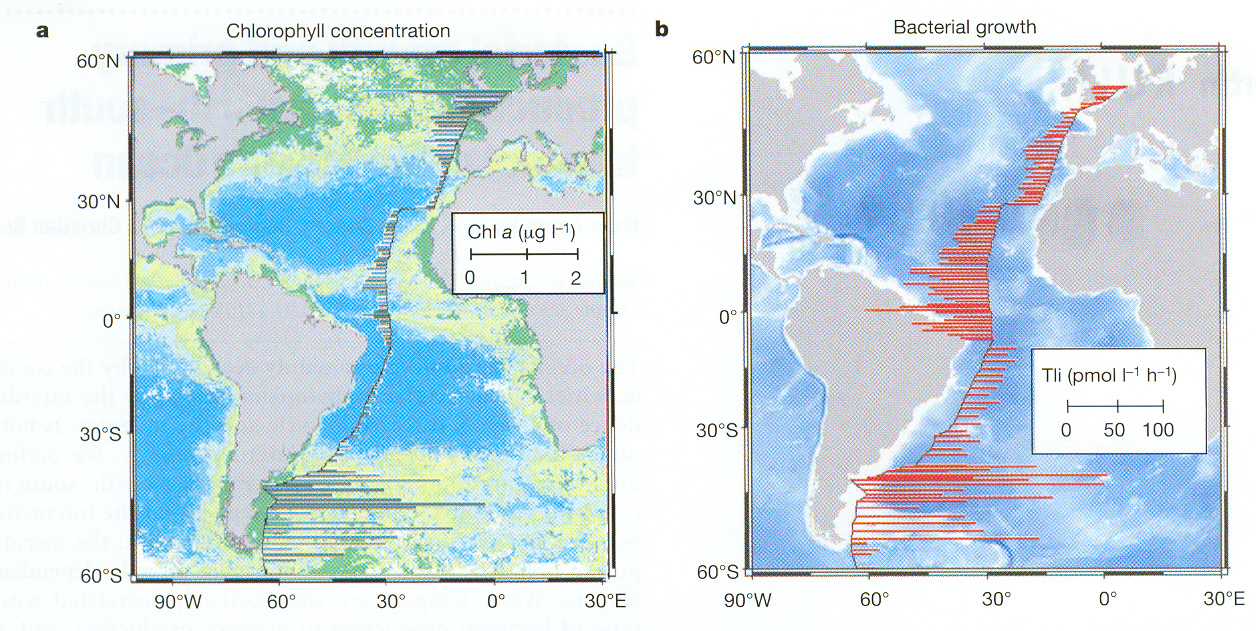 a
Chlorophyll concentration
60°N
30°N
0°
30°S
60°S
90°W
60°
30°
0°
30°E
Chl a (μg l⁻¹)
0 1 2
b
Bacterial growth
60°N
30°N
0°
30°S
60°S
90°W
60°
30°
0°
30°E
Tli (pmol l⁻¹ h⁻¹)
0 50 100